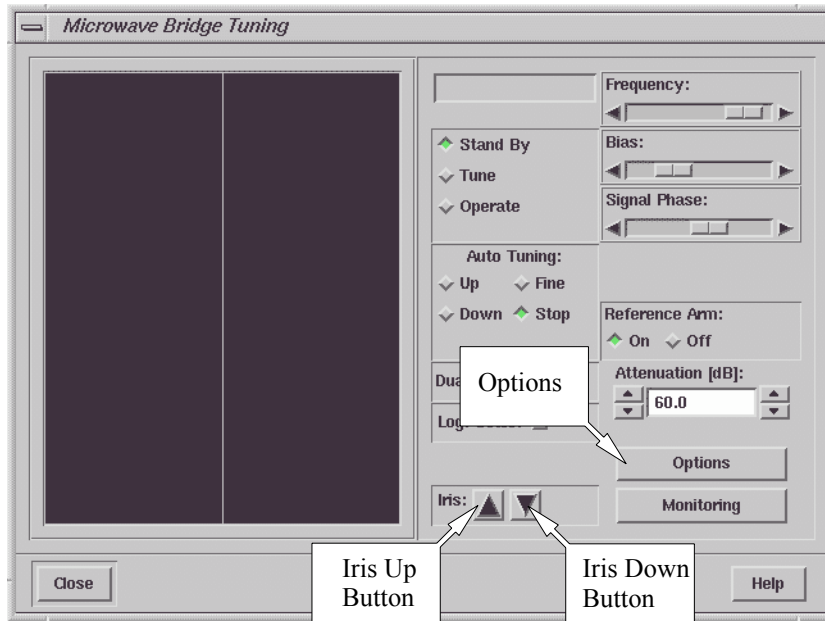 Microwave Bridge Tuning
Frequency:
Stand By
Bias:
Tune
Operate
Signal Phase:
Auto Tuning:
Up Fine
Down Stop
Reference Arm:
On Off
Options
Attenuation [dB]:
60.0
Options
Iris:
Monitoring
Iris Up
Button
Iris Down
Button
Close
Help